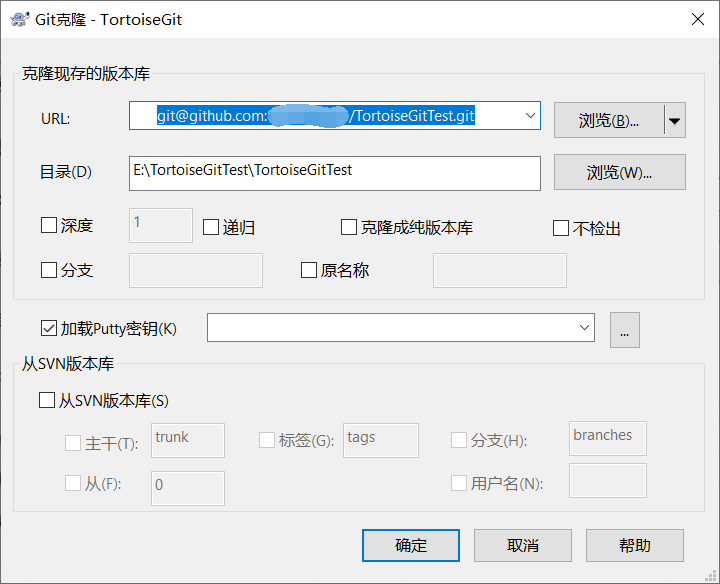 Git克隆 - TortoiseGit
克隆现存的版本库
URL: git@github.com: /TortoiseGitTest.git 浏览(B)...
目录(D) E:\TortoiseGitTest\TortoiseGitTest 浏览(W)...
深度 1 递归 克隆成纯版本库 不检出
分支 原名称
加载Putty密钥(K) ...
从SVN版本库
从SVN版本库(S)
主干(T): trunk 标签(G): tags 分支(H): branches
从(F): 0 用户名(N):
确定 取消 帮助